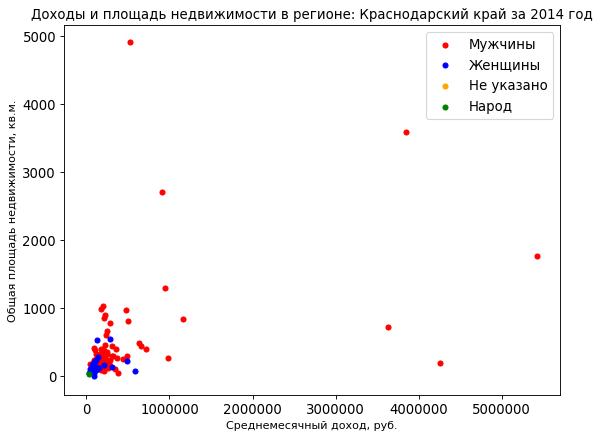 Доходы и площадь недвижимости в регионе: Краснодарский край за 2014 год
Мужчины
Женщины
Не указано
Народ
Общая площадь недвижимости, кв.м.
5000
4000
3000
2000
1000
0
0 1000000 2000000 3000000 4000000 5000000
Среднемесячный доход, руб.